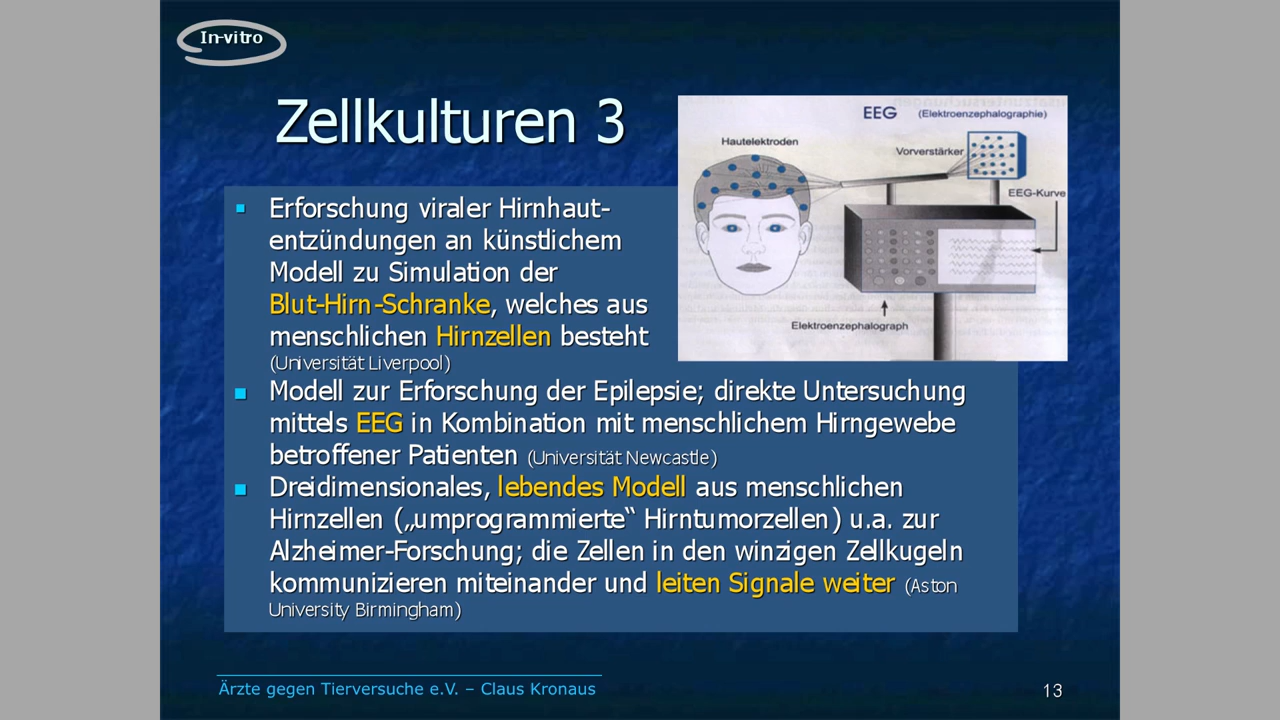 In-vitro
Zellkulturen 3
EEG (Elektroenzephalographie)
Hautelektroden
Vorverstärker
EEG-Kurve
Elektroenzephalograph
Erforschung viraler Hirnhaut-
entzündungen an künstlichem
Modell zu Simulation der
Blut-Hirn-Schranke, welches aus
menschlichen Hirnzellen besteht
(Universität Liverpool)
Modell zur Erforschung der Epilepsie; direkte Untersuchung
mittels EEG in Kombination mit menschlichem Hirngewebe
betroffener Patienten (Universität Newcastle)
Dreidimensionales, lebendes Modell aus menschlichen
Hirnzellen („umprogrammierte“ Hirntumorzellen) u.a. zur
Alzheimer-Forschung; die Zellen in den winzigen Zellkugeln
kommunizieren miteinander und leiten Signale weiter (Aston
University Birmingham)
Ärzte gegen Tierversuche e.V. – Claus Kronaus
13